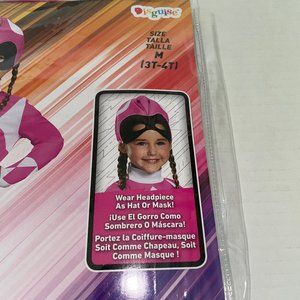 Disguise
SIZE
TALLA
TAILLE
M
(3T-4T)
Wear Headpiece
As Hat Or Mask!
¡Use El Gorro Como
Sombrero O Máscara!
Portez la Coiffure-masque
Soit Comme Chapeau, Soit
Comme Masque !